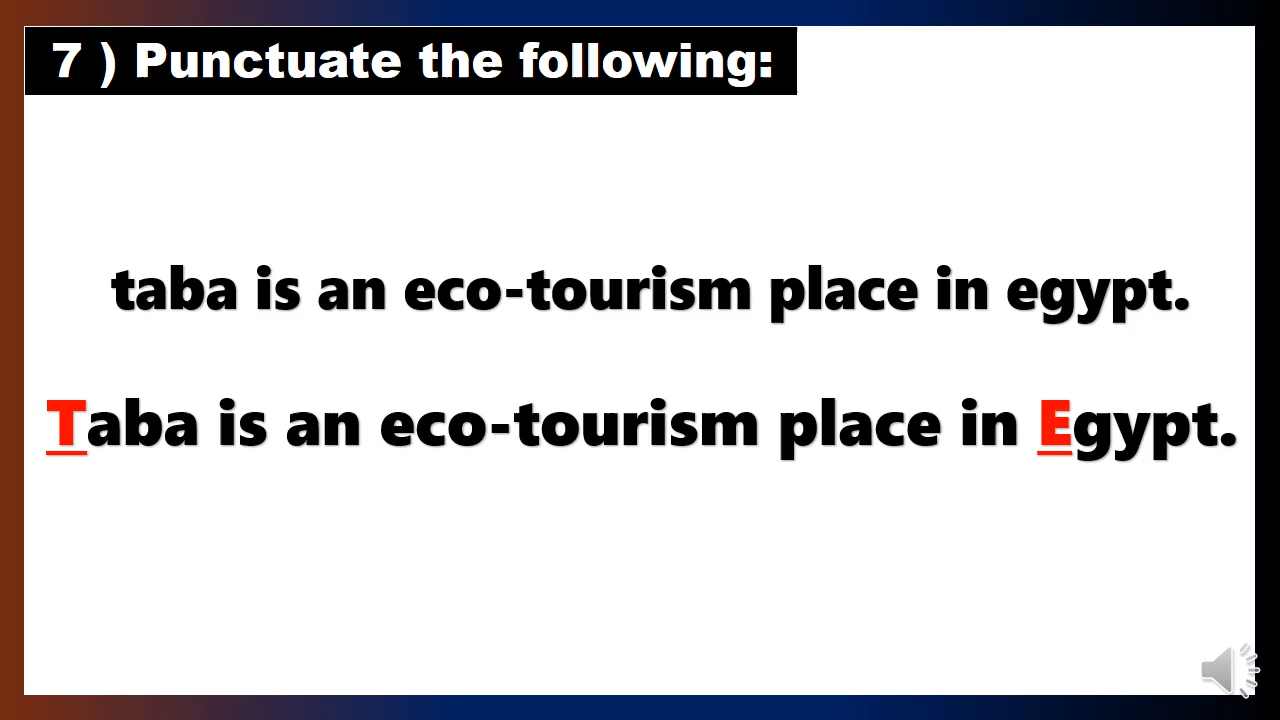 7 ) Punctuate the following:
taba is an eco-tourism place in egypt.
Taba is an eco-tourism place in Egypt.